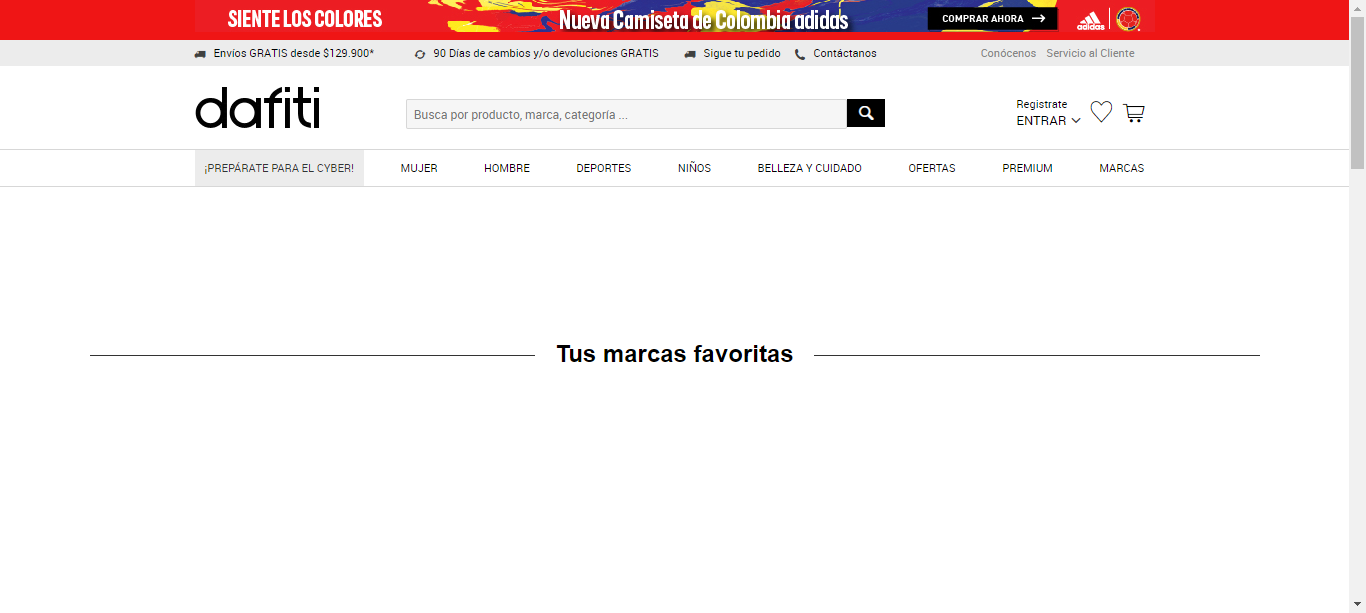 SIENTE LOS COLORES Nueva Camiseta de Colombia adidas COMPRAR AHORA adidas
Envíos GRATIS desde $129.900* 90 Días de cambios y/o devoluciones GRATIS Sigue tu pedido Contáctanos Conócenos Servicio al Cliente
dafiti
Busca por producto, marca, categoría ...
Registrate
ENTRAR
¡PREPÁRATE PARA EL CYBER! MUJER HOMBRE DEPORTES NIÑOS BELLEZA Y CUIDADO OFERTAS PREMIUM MARCAS
Tus marcas favoritas